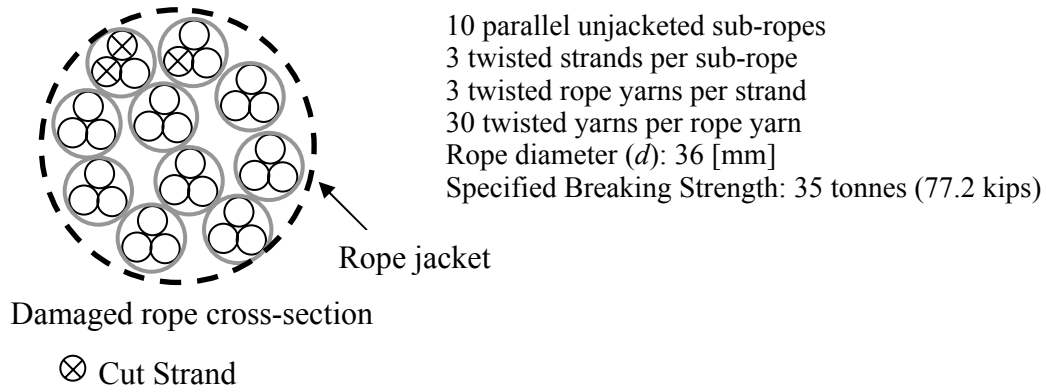 10 parallel unjacketed sub-ropes
3 twisted strands per sub-rope
3 twisted rope yarns per strand
30 twisted yarns per rope yarn
Rope diameter (d): 36 [mm]
Specified Breaking Strength: 35 tonnes (77.2 kips)
Rope jacket
Damaged rope cross-section
Cut Strand